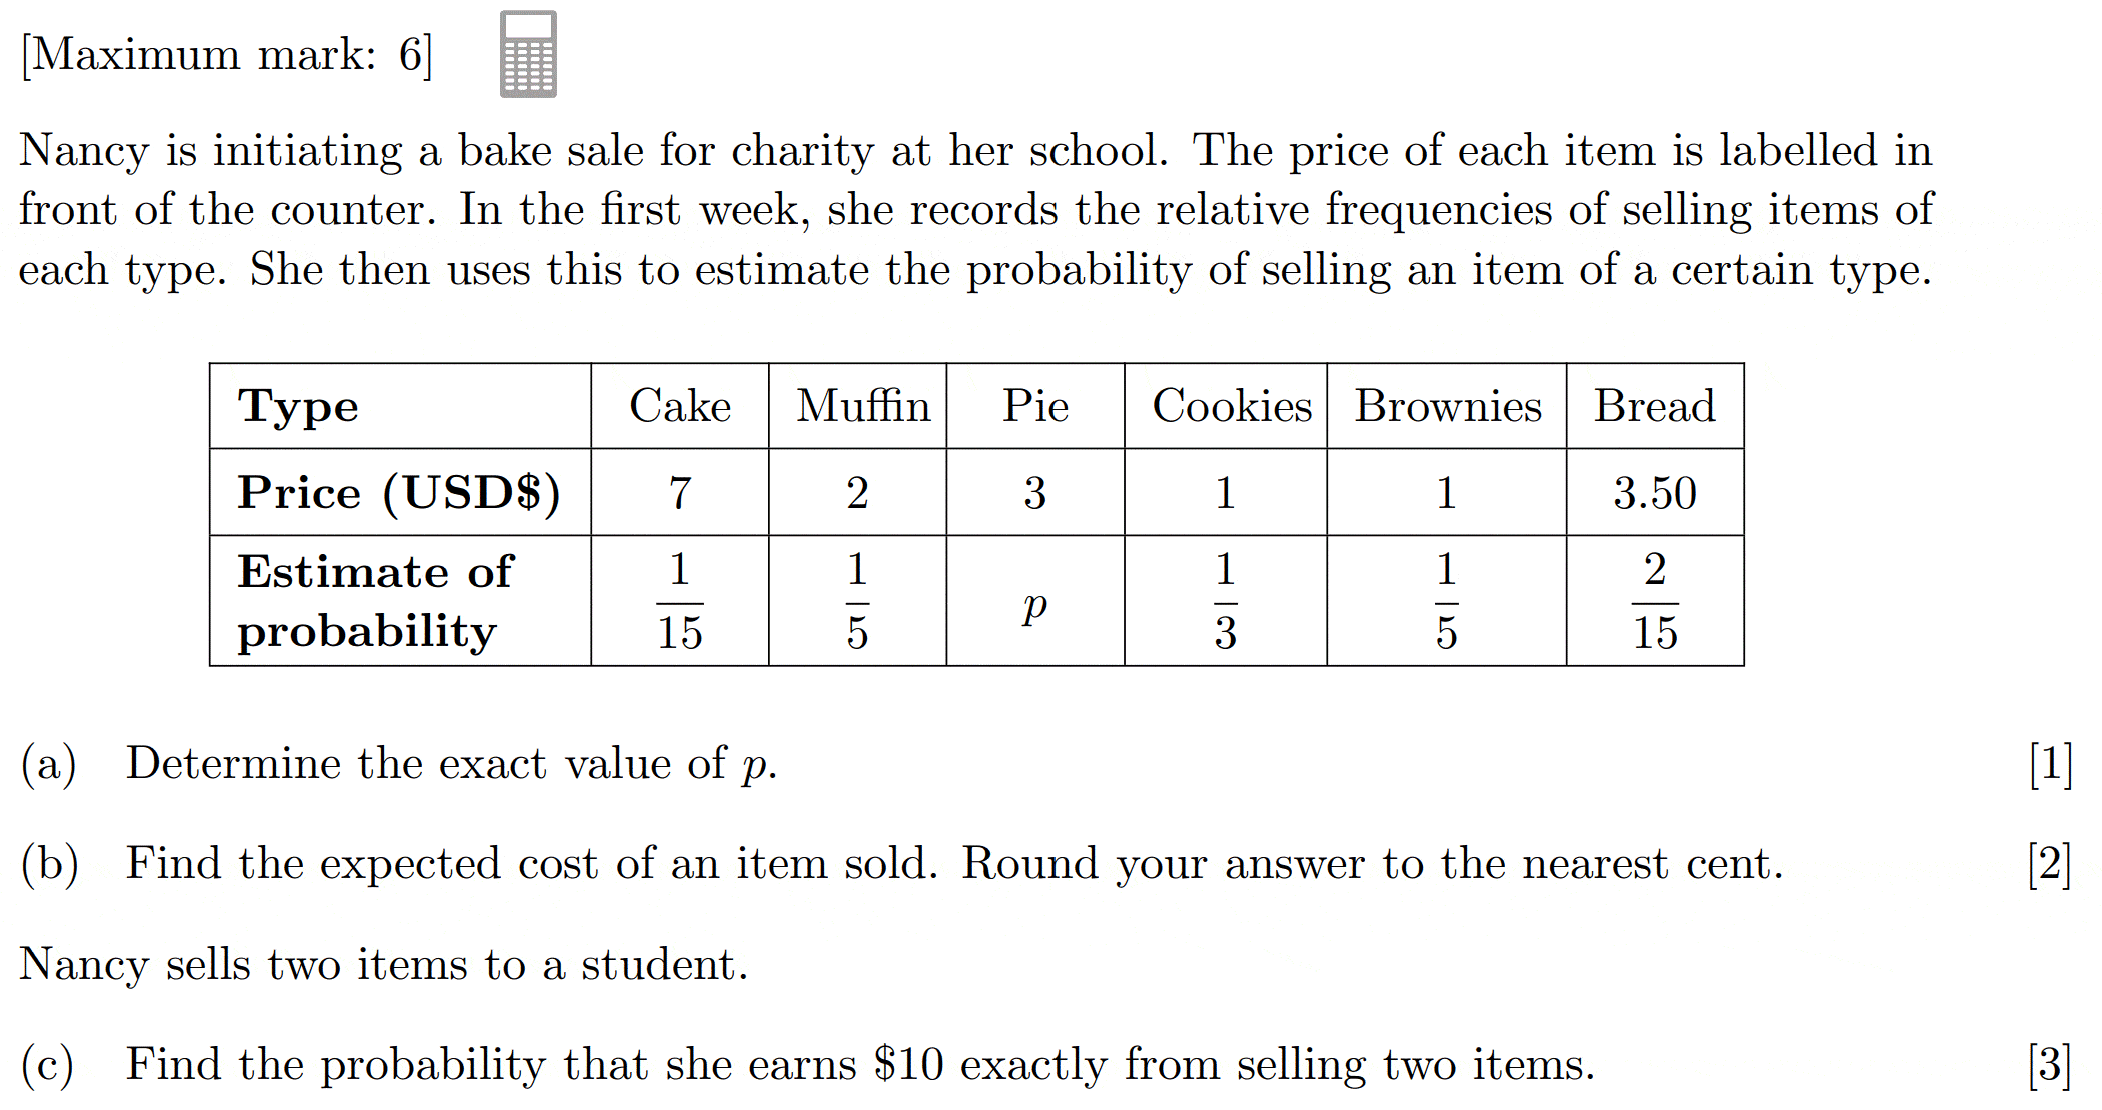 [Maximum mark: 6]
Nancy is initiating a bake sale for charity at her school. The price of each item is labelled in
front of the counter. In the first week, she records the relative frequencies of selling items of
each type. She then uses this to estimate the probability of selling an item of a certain type.
Type Cake Muffin Pie Cookies Brownies Bread
Price (USD$) 7 2 3 1 1 3.50
Estimate of probability 1/15 1/5 p 1/3 1/5 2/15
(a) Determine the exact value of p. [1]
(b) Find the expected cost of an item sold. Round your answer to the nearest cent. [2]
Nancy sells two items to a student.
(c) Find the probability that she earns $10 exactly from selling two items. [3]